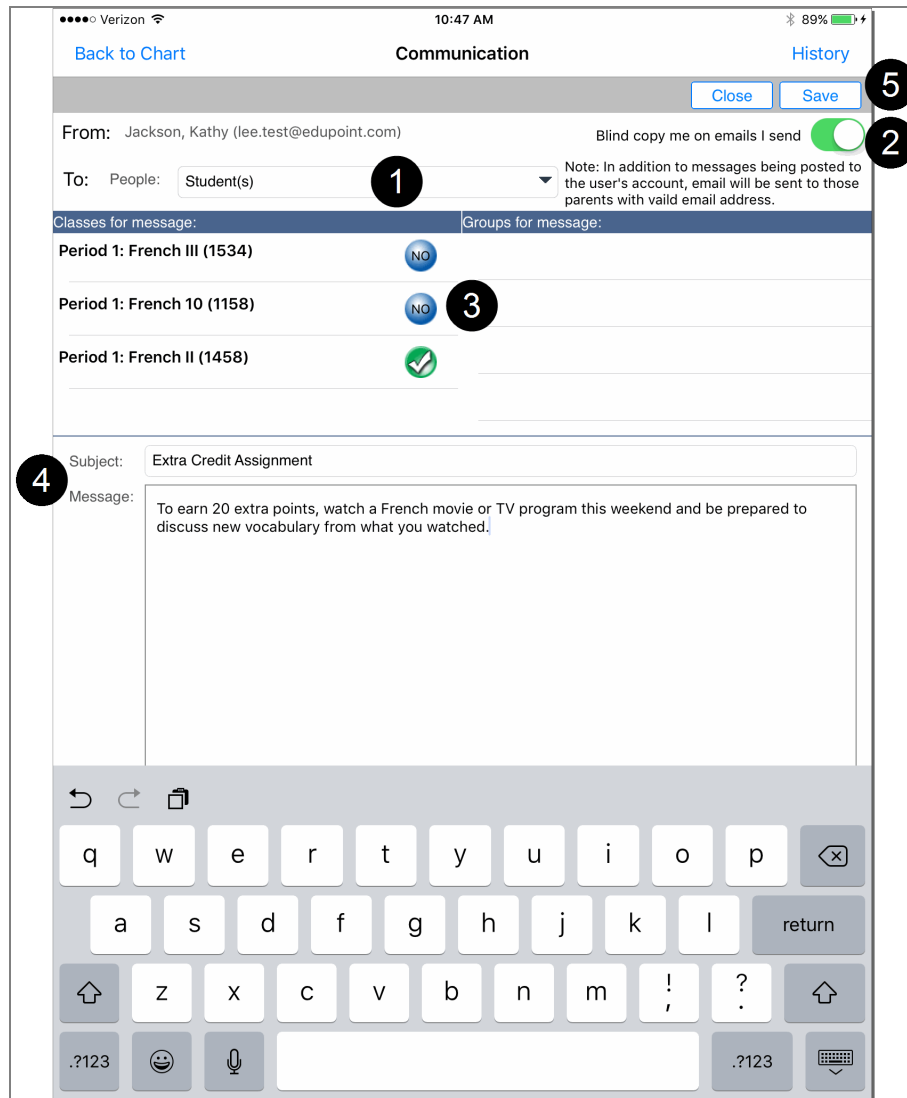 Verizon 10:47 AM 89%
Back to Chart Communication History
Close Save 5
From: Jackson, Kathy (lee.test@edupoint.com) Blind copy me on emails I send 2
To: People: Student(s) 1
Note: In addition to messages being posted to
the user's account, email will be sent to those
parents with vaild email address.
Classes for message: Groups for message:
Period 1: French III (1534) NO
Period 1: French 10 (1158) NO 3
Period 1: French II (1458)
4
Subject: Extra Credit Assignment
Message:
To earn 20 extra points, watch a French movie or TV program this weekend and be prepared to
discuss new vocabulary from what you watched.
q w e r t y u i o p
a s d f g h j k l return
z x c v b n m ! , ? .
.?123 .?123